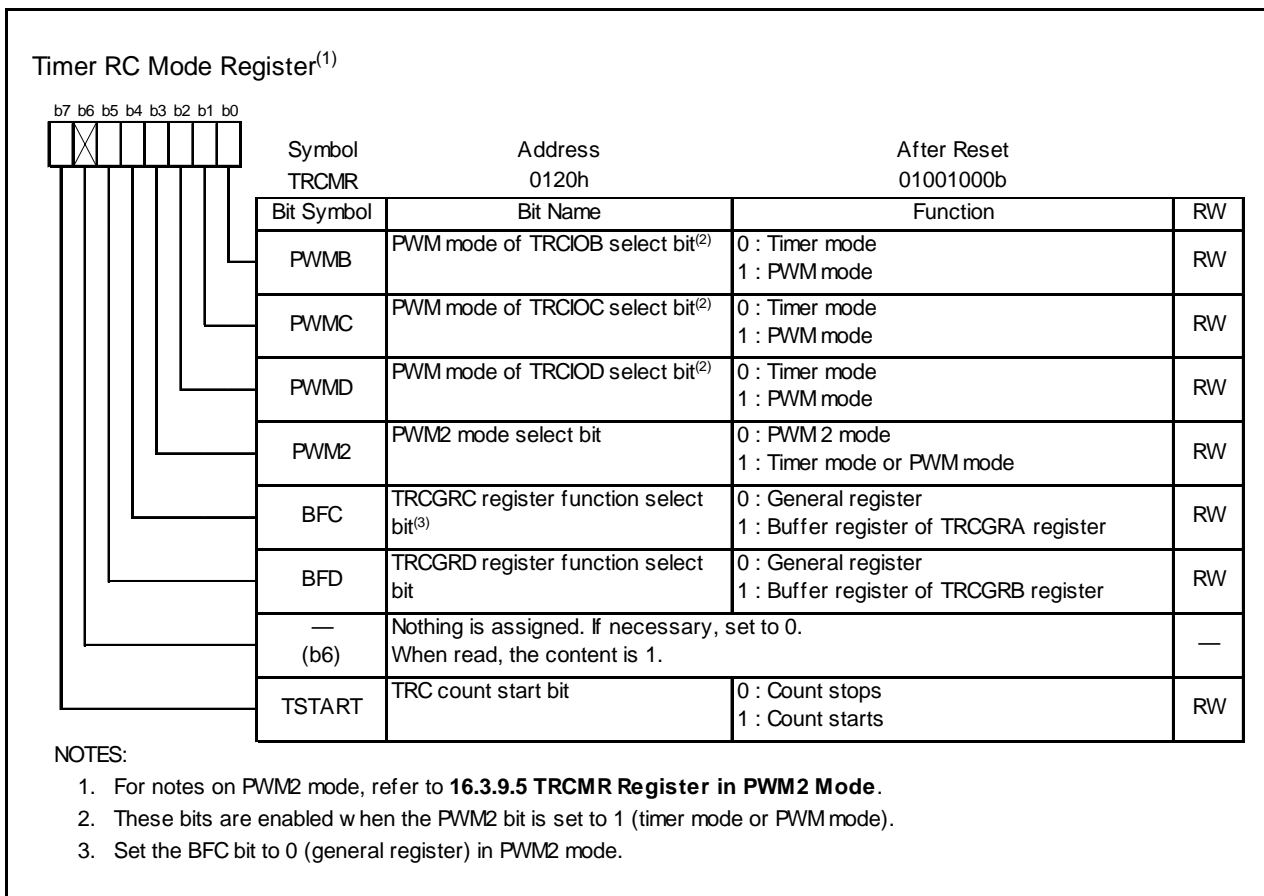 Timer RC Mode Register(1)
b7 b6 b5 b4 b3 b2 b1 b0
Symbol Address After Reset
TRCMR 0120h 01001000b
Bit Symbol Bit Name Function RW
PWMB PWM mode of TRCIOB select bit(2) 0 : Timer mode RW
1 : PWM mode
PWMC PWM mode of TRCIOC select bit(2) 0 : Timer mode RW
1 : PWM mode
PWMD PWM mode of TRCIOD select bit(2) 0 : Timer mode RW
1 : PWM mode
PWM2 PWM2 mode select bit 0 : PWM 2 mode RW
1 : Timer mode or PWM mode
BFC TRCGRC register function select 0 : General register RW
bit(3) 1 : Buffer register of TRCGRA register
BFD TRCGRD register function select 0 : General register RW
bit 1 : Buffer register of TRCGRB register
— Nothing is assigned. If necessary, set to 0. —
(b6) When read, the content is 1.
TSTART TRC count start bit 0 : Count stops RW
1 : Count starts
NOTES:
1. For notes on PWM2 mode, refer to 16.3.9.5 TRCMR Register in PWM2 Mode.
2. These bits are enabled when the PWM2 bit is set to 1 (timer mode or PWM mode).
3. Set the BFC bit to 0 (general register) in PWM2 mode.